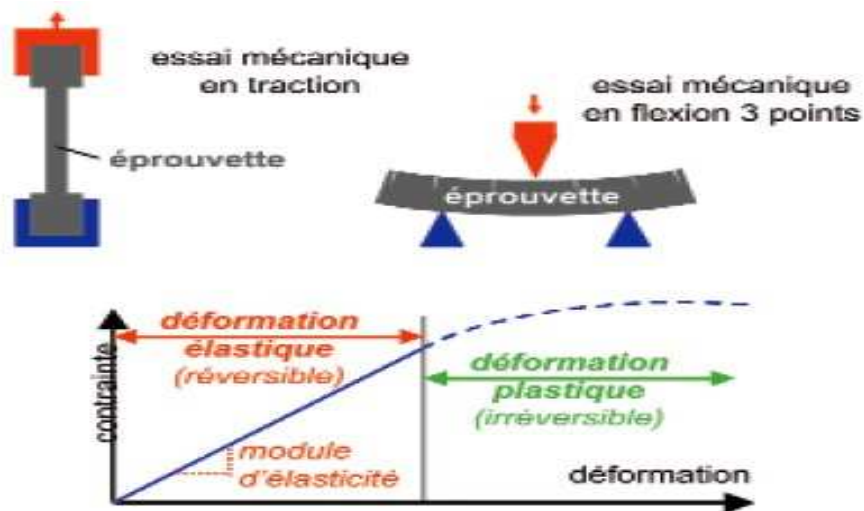 essai mécanique
en traction
éprouvette
essai mécanique
en flexion 3 points
éprouvette
contrainte
déformation
élastique
(réversible)
déformation
plastique
(irréversible)
module
d'élasticité
déformation